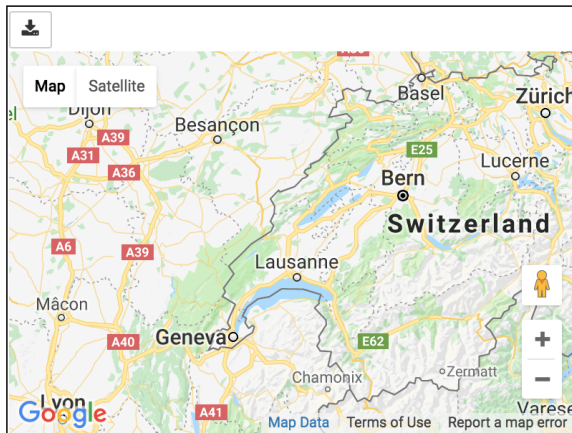 Map
Satellite
Basel
Zürich
Dijon
Besançon
A39
A31
A36
E25
Lucerne
Bern
Switzerland
A6
A39
Lausanne
Mâcon
A40
Geneva
E62
Zermatt
Chamonix
Lyon
Varese
Google
A41
Map Data
Terms of Use
Report a map error